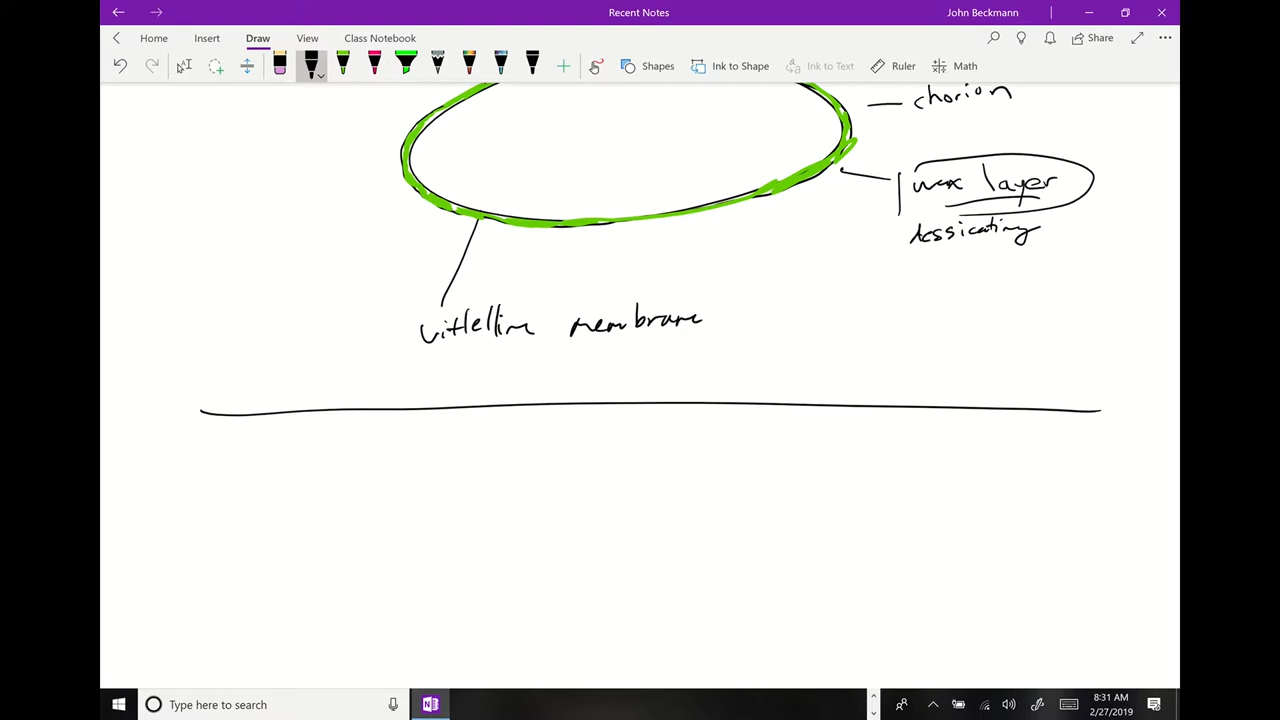 Recent Notes
John Beckmann
Home Insert Draw View Class Notebook
Share
Shapes Ink to Shape Ink to Text Ruler Math
chorion
wax layer
dessicating
vittelline membrane
Type here to search
8:31 AM
2/27/2019